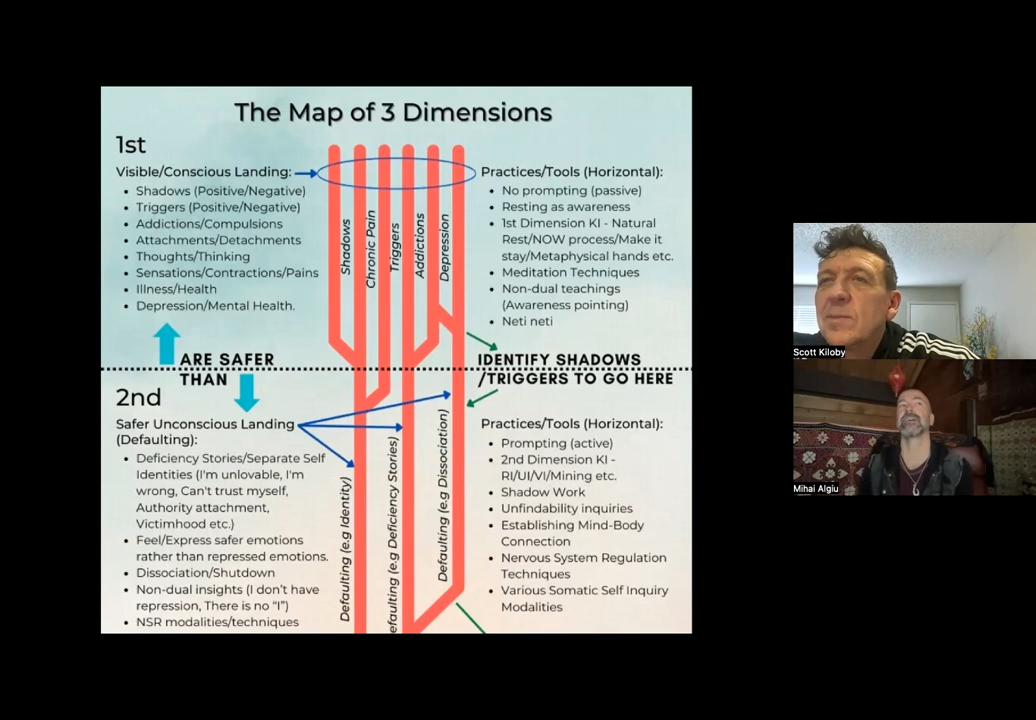 The Map of 3 Dimensions
1st
Visible/Conscious Landing:
• Shadows (Positive/Negative)
• Triggers (Positive/Negative)
• Addictions/Compulsions
• Attachments/Detachments
• Thoughts/Thinking
• Sensations/Contractions/Pains
• Illness/Health
• Depression/Mental Health.
Shadows
Chronic Pain
Triggers
Addictions
Depression
Practices/Tools (Horizontal):
• No prompting (passive)
• Resting as awareness
• 1st Dimension KI - Natural
Rest/NOW process/Make it
stay/Metaphysical hands etc.
• Meditation Techniques
• Non-dual teachings
(Awareness pointing)
• Neti neti
ARE SAFER
THAN
IDENTIFY SHADOWS
/TRIGGERS TO GO HERE
2nd
Safer Unconscious Landing
(Defaulting):
• Deficiency Stories/Separate Self
Identities (I'm unlovable, I'm
wrong, Can't trust myself,
Authority attachment,
Victimhood etc.)
• Feel/Express safer emotions
rather than repressed emotions.
• Dissociation/Shutdown
• Non-dual insights (I don't have
repression, There is no “I”)
• NSR modalities/techniques
Defaulting (e.g Identity)
efaulting (e.g Deficiency Stories)
Defaulting (e.g Dissociation)
Practices/Tools (Horizontal):
• Prompting (active)
• 2nd Dimension KI -
RI/UI/VI/Mining etc.
• Shadow Work
• Unfindability inquiries
• Establishing Mind-Body
Connection
• Nervous System Regulation
Techniques
• Various Somatic Self Inquiry
Modalities
Scott Kiloby
Mihai Algiu